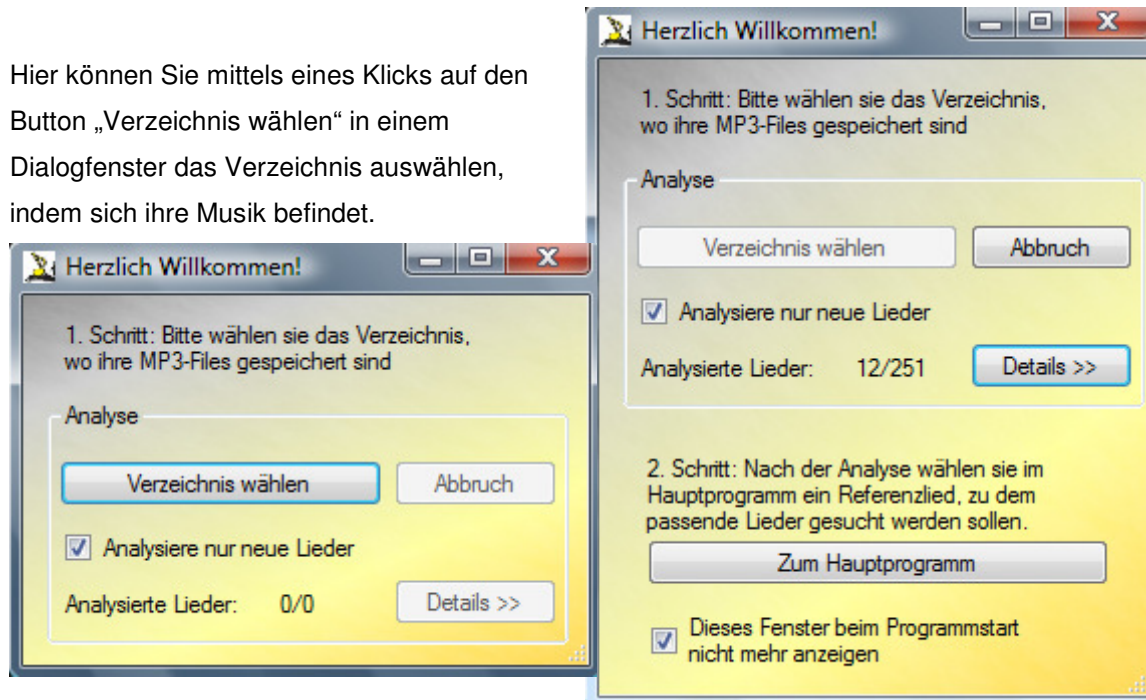 Hier können Sie mittels eines Klicks auf den
Button „Verzeichnis wählen“ in einem
Dialogfenster das Verzeichnis auswählen,
indem sich ihre Musik befindet.
Herzlich Willkommen!
1. Schritt: Bitte wählen sie das Verzeichnis,
wo ihre MP3-Files gespeichert sind
Analyse
Verzeichnis wählen Abbruch
Analysiere nur neue Lieder
Analysierte Lieder: 0/0 Details >>
Herzlich Willkommen!
1. Schritt: Bitte wählen sie das Verzeichnis,
wo ihre MP3-Files gespeichert sind
Analyse
Verzeichnis wählen Abbruch
Analysiere nur neue Lieder
Analysierte Lieder: 12/251 Details >>
2. Schritt: Nach der Analyse wählen sie im
Hauptprogramm ein Referenzlied, zu dem
passende Lieder gesucht werden sollen.
Zum Hauptprogramm
Dieses Fenster beim Programmstart
nicht mehr anzeigen